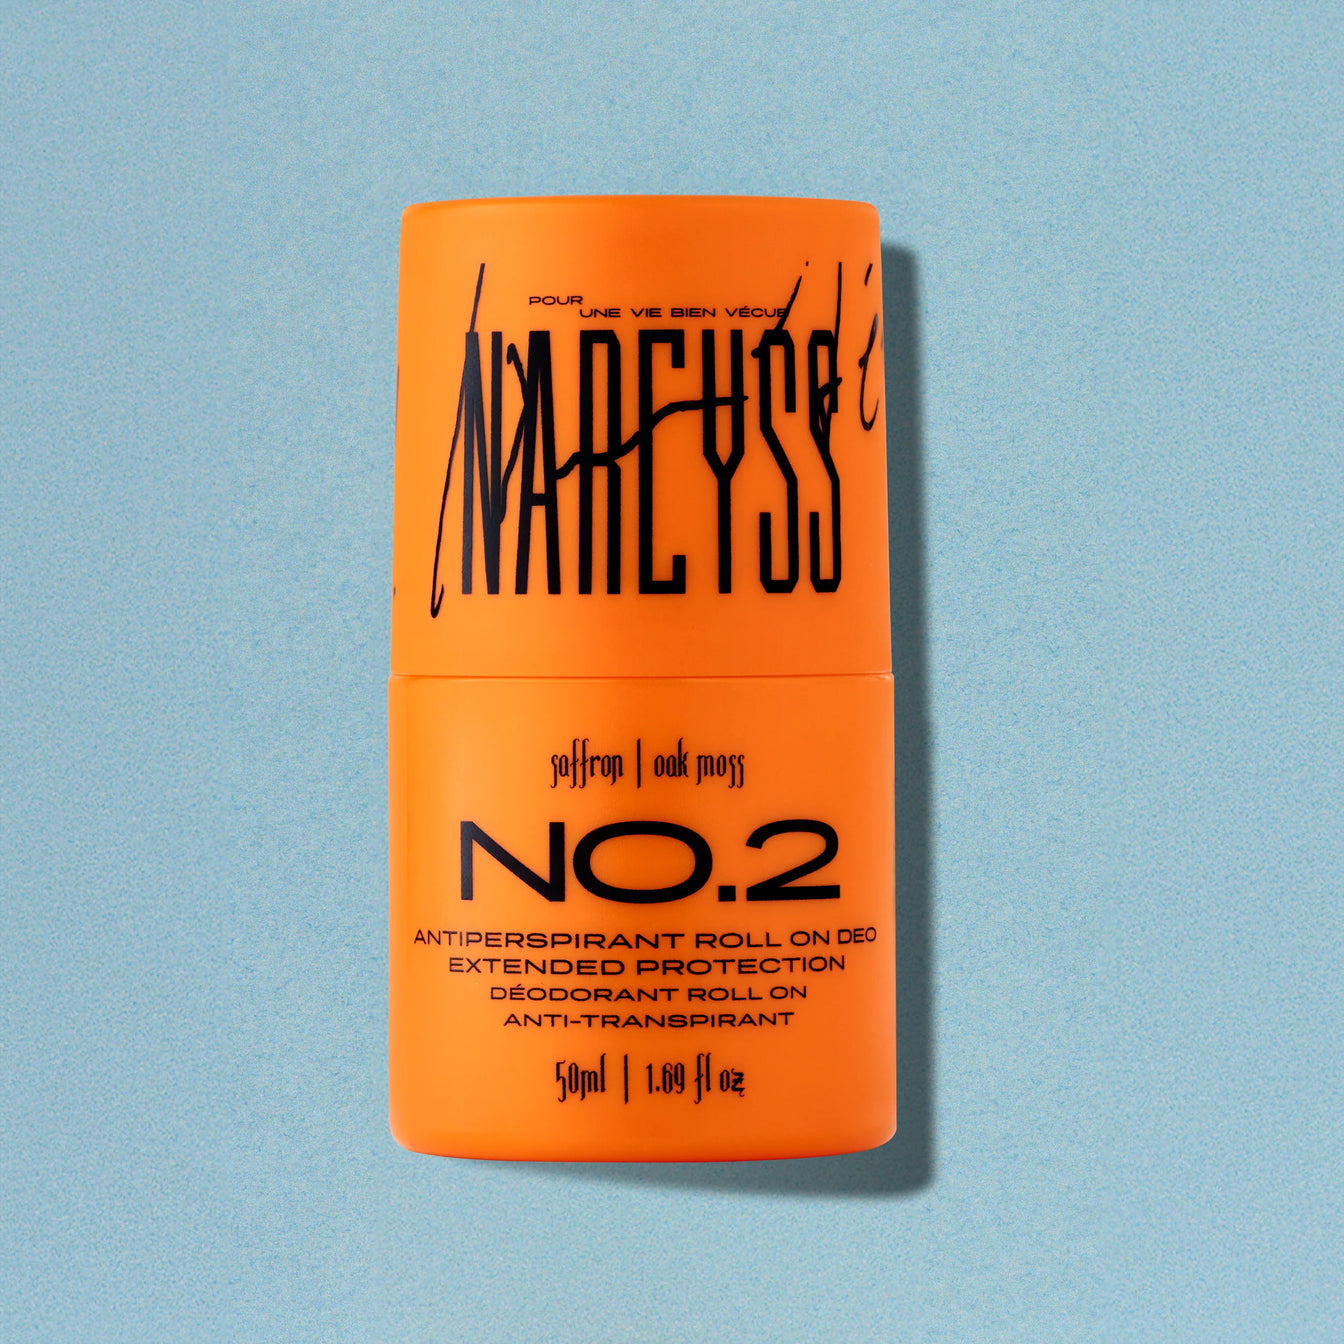 POUR
UNE VIE BIEN VÉCUE
NARCYSS
saffron | oak moss
NO.2
ANTIPERSPIRANT ROLL ON DEO
EXTENDED PROTECTION
DÉODORANT ROLL ON
ANTI-TRANSPIRANT
50ml | 1.69 fl oz